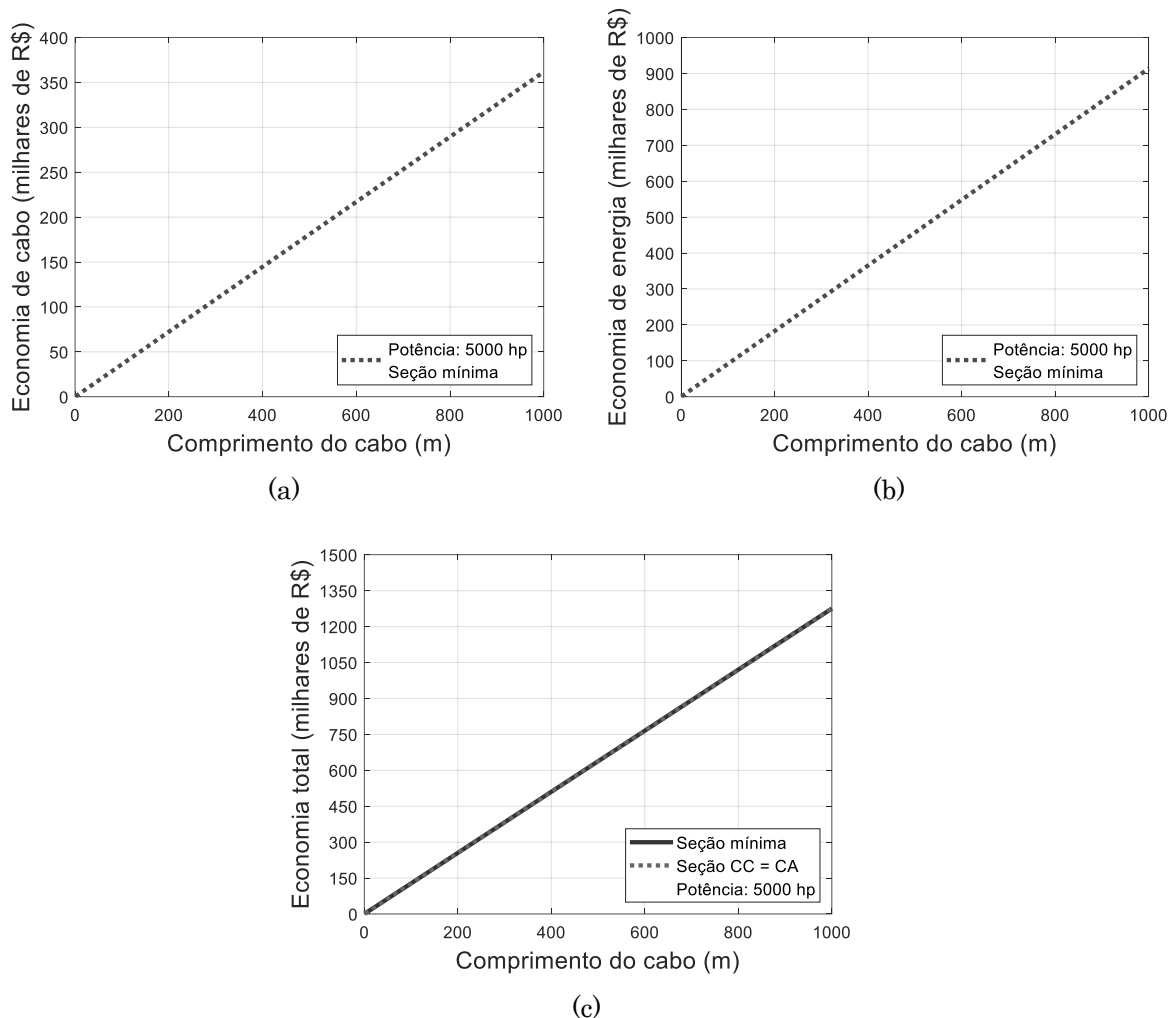 Economia de cabo (milhares de R$)
400
350
300
250
200
150
100
50
0
0 200 400 600 800 1000
Comprimento do cabo (m)
Potência: 5000 hp
Seção mínima
(a)
Economia de energia (milhares de R$)
1000
900
800
700
600
500
400
300
200
100
0
0 200 400 600 800 1000
Comprimento do cabo (m)
Potência: 5000 hp
Seção mínima
(b)
Economia total (milhares de R$)
1500
1350
1200
1050
900
750
600
450
300
150
0
0 200 400 600 800 1000
Comprimento do cabo (m)
Seção mínima
Seção CC = CA
Potência: 5000 hp
(c)